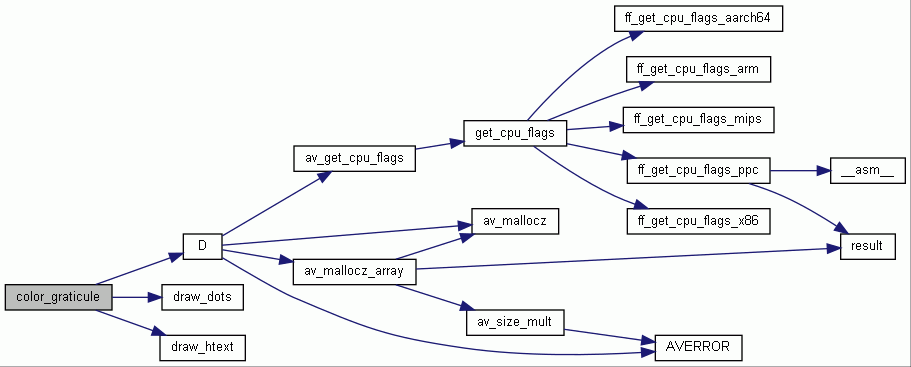 ff_get_cpu_flags_aarch64
ff_get_cpu_flags_arm
ff_get_cpu_flags_mips
get_cpu_flags
av_get_cpu_flags
ff_get_cpu_flags_ppc
__asm__
ff_get_cpu_flags_x86
av_mallocz
D
result
av_mallocz_array
color_graticule
draw_dots
av_size_mult
draw_htext
AVERROR